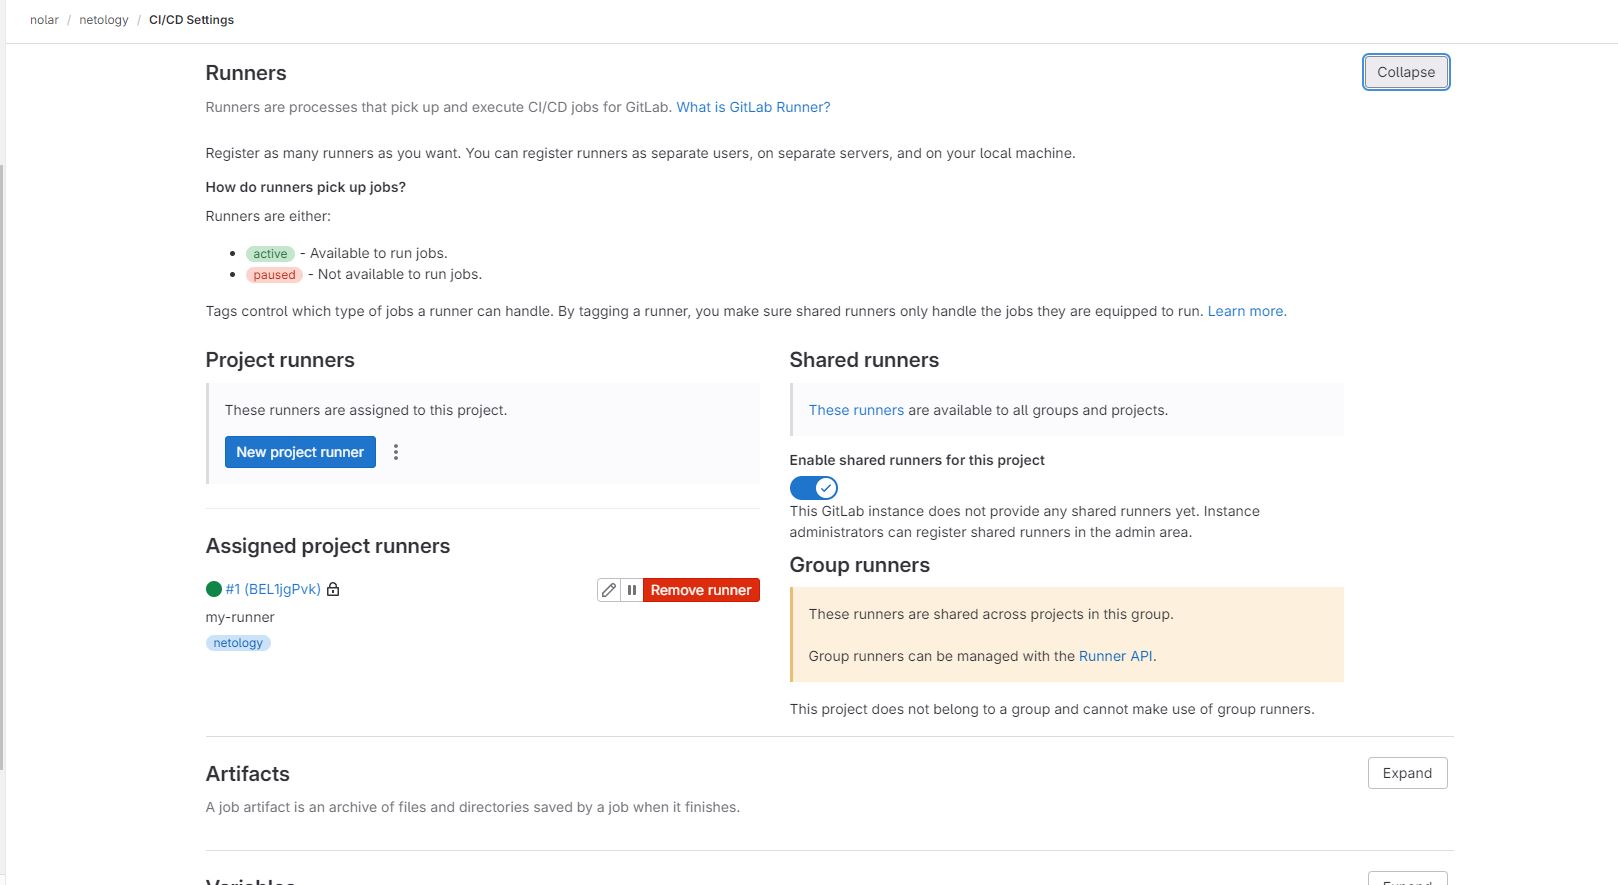 nolar / netology / CI/CD Settings
Runners
Collapse
Runners are processes that pick up and execute CI/CD jobs for GitLab. What is GitLab Runner?
Register as many runners as you want. You can register runners as separate users, on separate servers, and on your local machine.
How do runners pick up jobs?
Runners are either:
active - Available to run jobs.
paused - Not available to run jobs.
Tags control which type of jobs a runner can handle. By tagging a runner, you make sure shared runners only handle the jobs they are equipped to run. Learn more.
Project runners
These runners are assigned to this project.
New project runner
Assigned project runners
#1 (BEL1jgPvk)
Remove runner
my-runner
netology
Shared runners
These runners are available to all groups and projects.
Enable shared runners for this project
This GitLab instance does not provide any shared runners yet. Instance
administrators can register shared runners in the admin area.
Group runners
These runners are shared across projects in this group.
Group runners can be managed with the Runner API.
This project does not belong to a group and cannot make use of group runners.
Artifacts
Expand
A job artifact is an archive of files and directories saved by a job when it finishes.
Variables
Expand